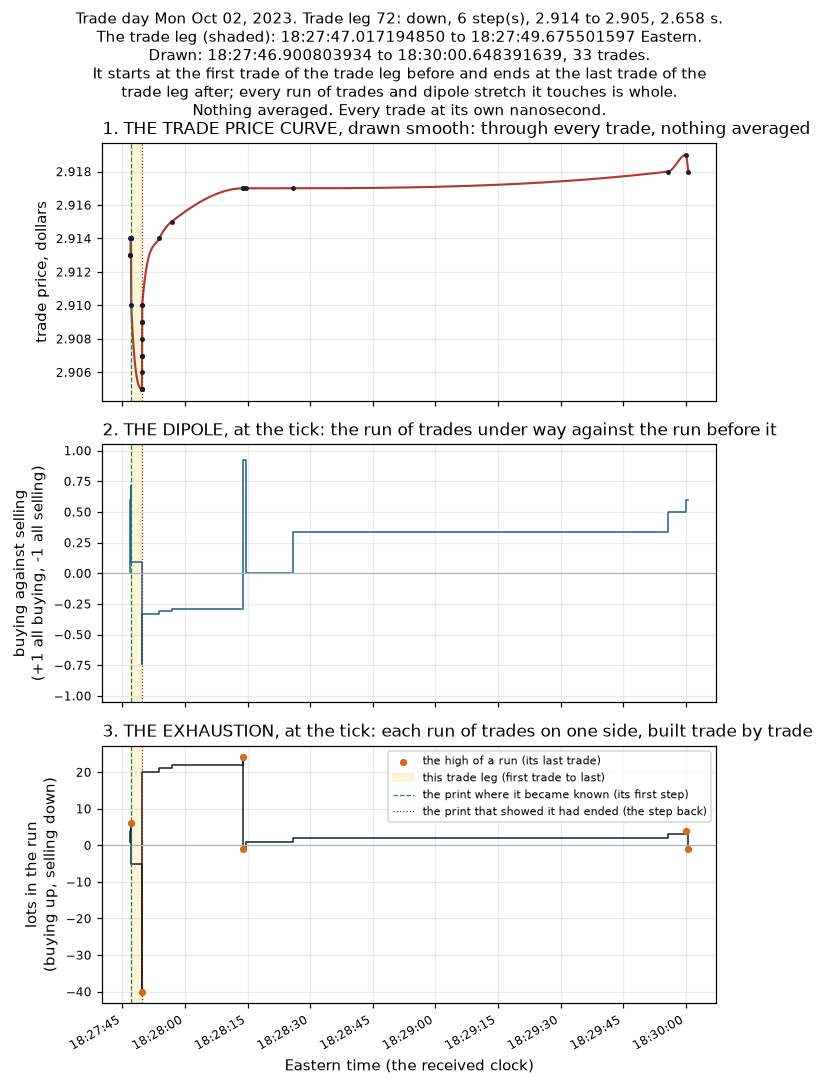 Trade day Mon Oct 02, 2023. Trade leg 72: down, 6 step(s), 2.914 to 2.905, 2.658 s.
The trade leg (shaded): 18:27:47.017194850 to 18:27:49.675501597 Eastern.
Drawn: 18:27:46.900803934 to 18:30:00.648391639, 33 trades.
It starts at the first trade of the trade leg before and ends at the last trade of the
trade leg after; every run of trades and dipole stretch it touches is whole.
Nothing averaged. Every trade at its own nanosecond.
1. THE TRADE PRICE CURVE, drawn smooth: through every trade, nothing averaged
trade price, dollars
2.918
2.916
2.914
2.912
2.910
2.908
2.906
2. THE DIPOLE, at the tick: the run of trades under way against the run before it
buying against selling
(+1 all buying, -1 all selling)
1.00
0.75
0.50
0.25
0.00
−0.25
−0.50
−0.75
−1.00
3. THE EXHAUSTION, at the tick: each run of trades on one side, built trade by trade
lots in the run
(buying up, selling down)
20
10
0
−10
−20
−30
−40
the high of a run (its last trade)
this trade leg (first trade to last)
the print where it became known (its first step)
the print that showed it had ended (the step back)
18:27:45
18:28:00
18:28:15
18:28:30
18:28:45
18:29:00
18:29:15
18:29:30
18:29:45
18:30:00
Eastern time (the received clock)